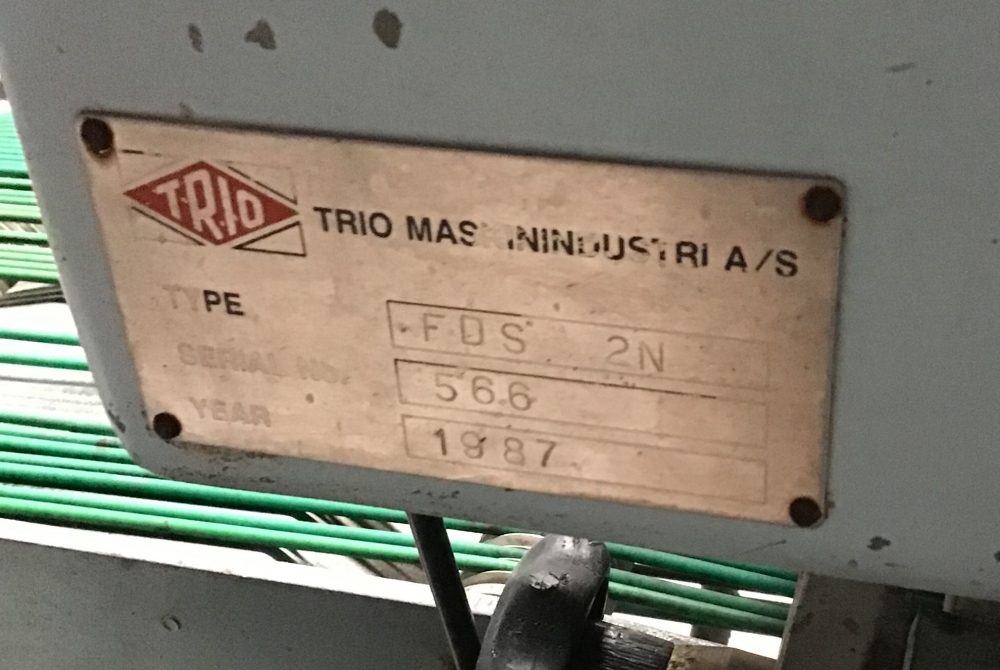 TRIO
TRIO MASKININDUSTRI A/S
TYPE FDS 2N
SERIAL No. 566
YEAR 1987